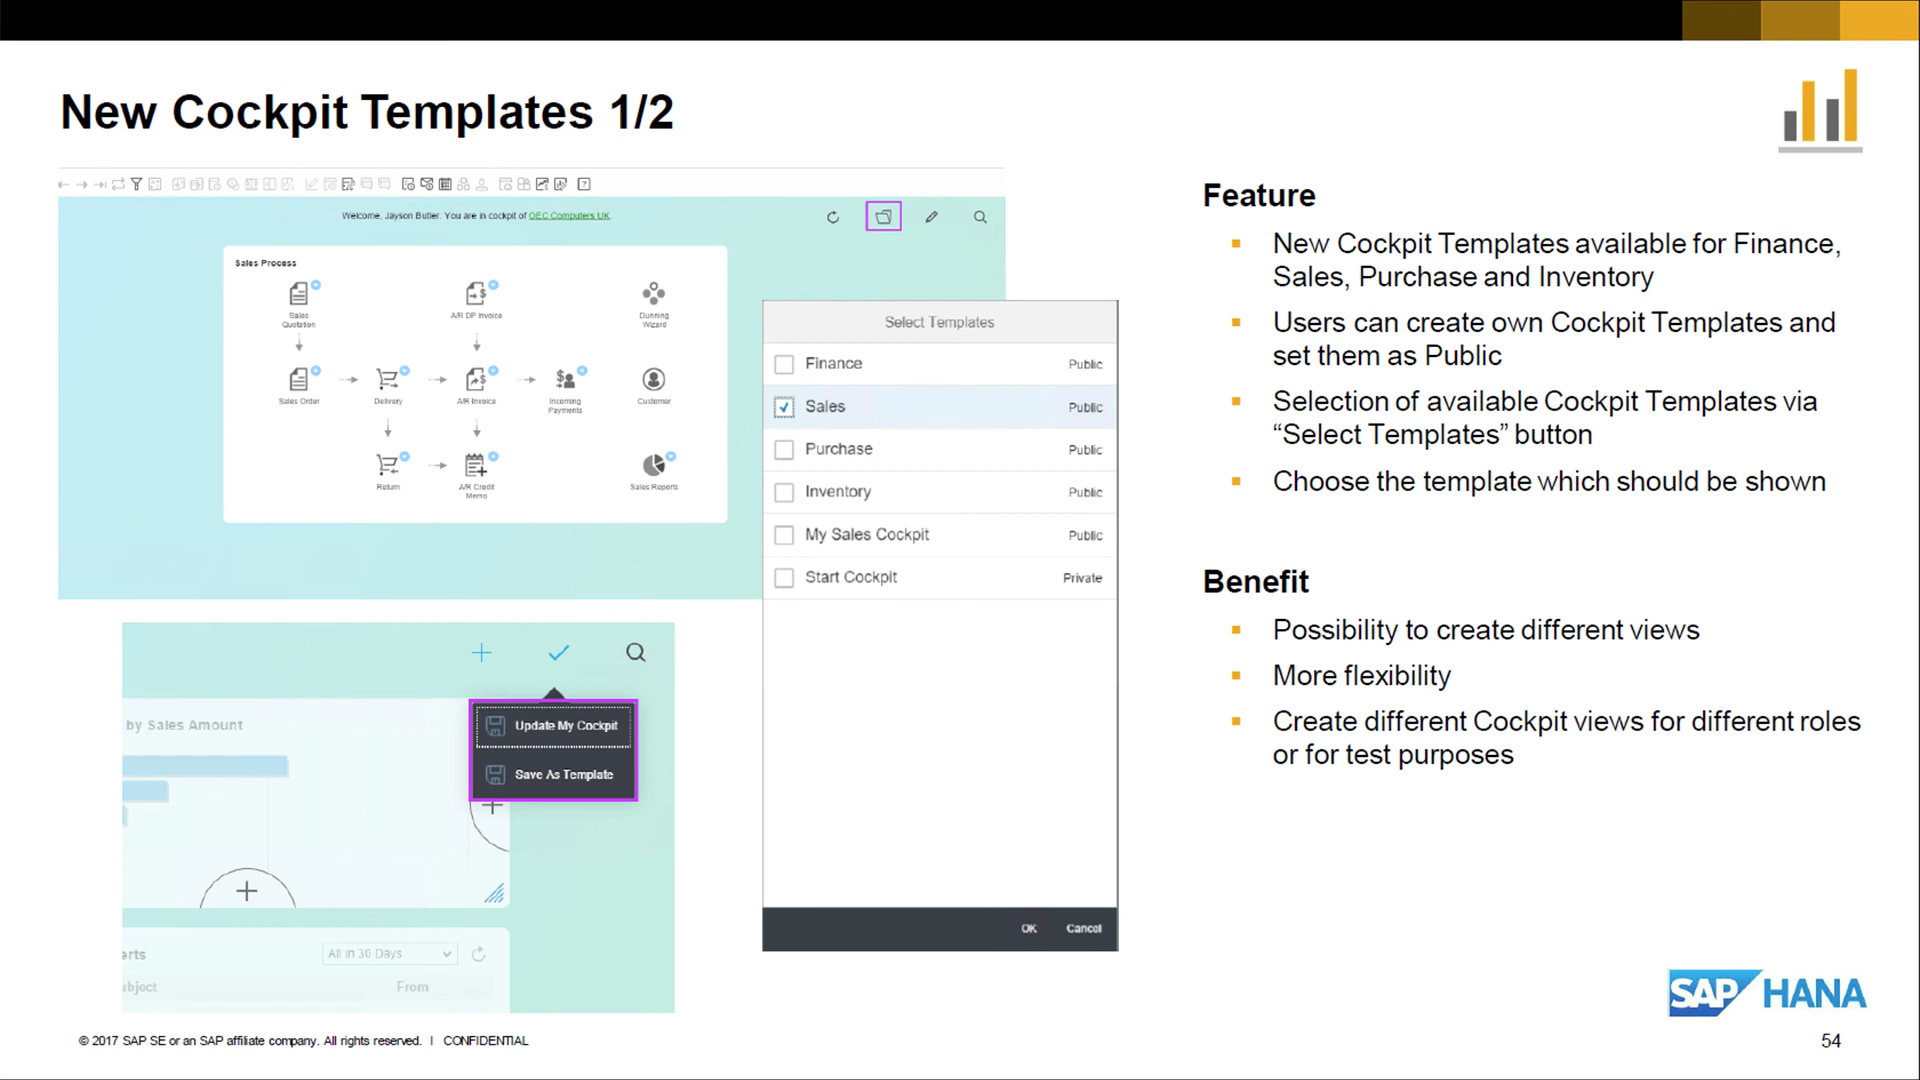 New Cockpit Templates 1/2
Welcome, Jayson Butler. You are in cockpit of OEC Computers UK.
Sales Process
Sales
Quotation
A/R DP Invoice
Dunning
Wizard
Sales Order
Delivery
A/R Invoice
Incoming
Payments
Customer
Return
A/R Credit
Memo
Sales Reports
Select Templates
Finance Public
Sales Public
Purchase Public
Inventory Public
My Sales Cockpit Public
Start Cockpit Private
OK Cancel
by Sales Amount
Update My Cockpit
Save As Template
erts
All in 30 Days
ubject From
Feature
New Cockpit Templates available for Finance,
Sales, Purchase and Inventory
Users can create own Cockpit Templates and
set them as Public
Selection of available Cockpit Templates via
“Select Templates” button
Choose the template which should be shown
Benefit
Possibility to create different views
More flexibility
Create different Cockpit views for different roles
or for test purposes
SAP HANA
© 2017 SAP SE or an SAP affiliate company. All rights reserved. I CONFIDENTIAL
54